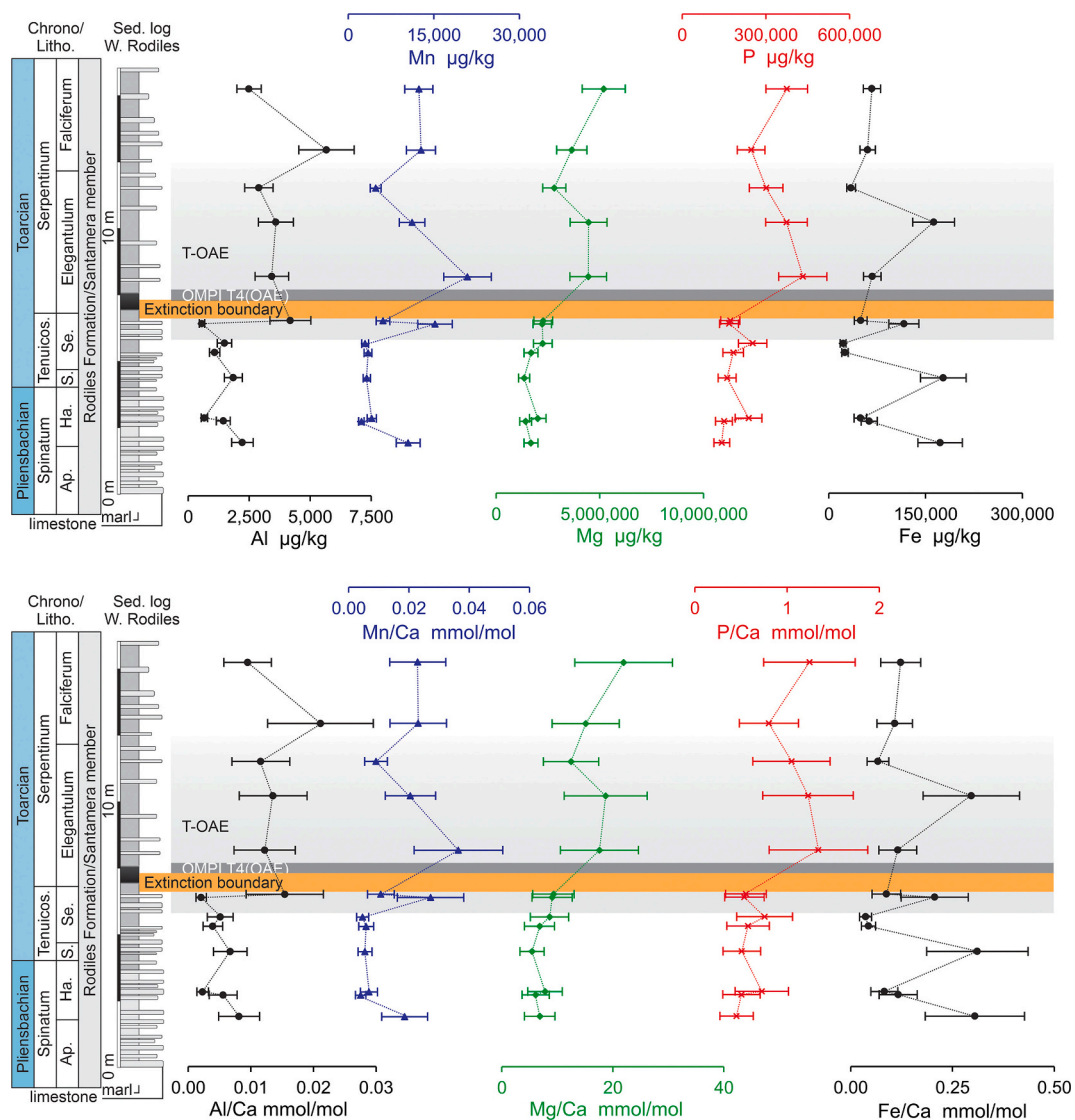 Chrono/ Sed. log
Litho. W. Rodiles
0 15,000 30,000
Mn µg/kg
0 300,000 600,000
P µg/kg
Toarcian
Pliensbachian
Serpentinum
Tenuicos.
Spinatum
Falciferum
Elegantulum
Se.
S.
Ha.
Ap.
Rodiles Formation/Santamera member
10 m
0 m
limestone
marl
T-OAE
OMPI T4(OAE)
Extinction boundary
0 2,500 5,000 7,500
Al µg/kg
0 5,000,000 10,000,000
Mg µg/kg
0 150,000 300,000
Fe µg/kg
Chrono/ Sed. log
Litho. W. Rodiles
0.00 0.02 0.04 0.06
Mn/Ca mmol/mol
0 1 2
P/Ca mmol/mol
Toarcian
Pliensbachian
Serpentinum
Tenuicos.
Spinatum
Falciferum
Elegantulum
Se.
S.
Ha.
Ap.
Rodiles Formation/Santamera member
10 m
0 m
limestone
marl
T-OAE
OMPI T4(OAE)
Extinction boundary
0.00 0.01 0.02 0.03
Al/Ca mmol/mol
0 20 40
Mg/Ca mmol/mol
0.00 0.25 0.50
Fe/Ca mmol/mol